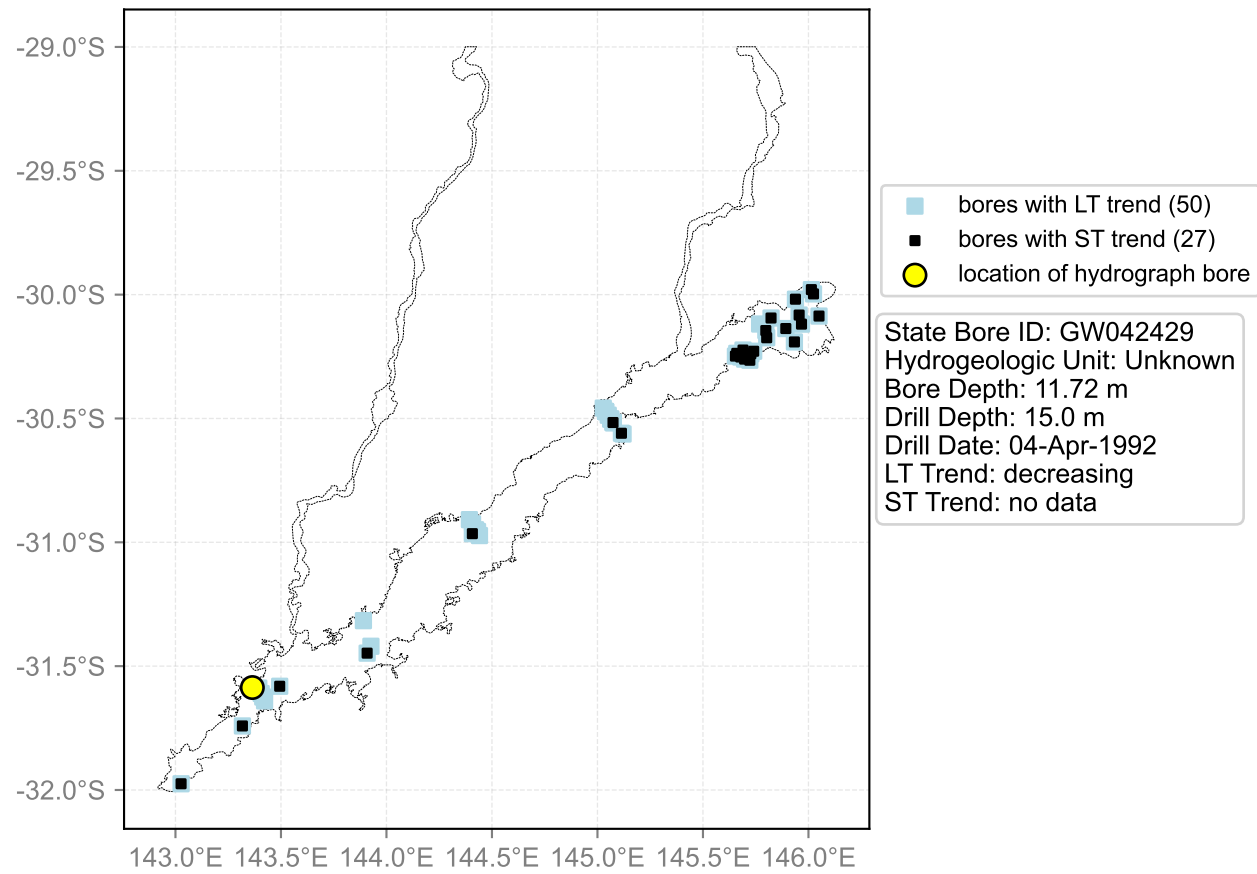 -29.0°S
-29.5°S
-30.0°S
-30.5°S
-31.0°S
-31.5°S
-32.0°S
143.0°E 143.5°E 144.0°E 144.5°E 145.0°E 145.5°E 146.0°E
bores with LT trend (50)
bores with ST trend (27)
location of hydrograph bore
State Bore ID: GW042429
Hydrogeologic Unit: Unknown
Bore Depth: 11.72 m
Drill Depth: 15.0 m
Drill Date: 04-Apr-1992
LT Trend: decreasing
ST Trend: no data